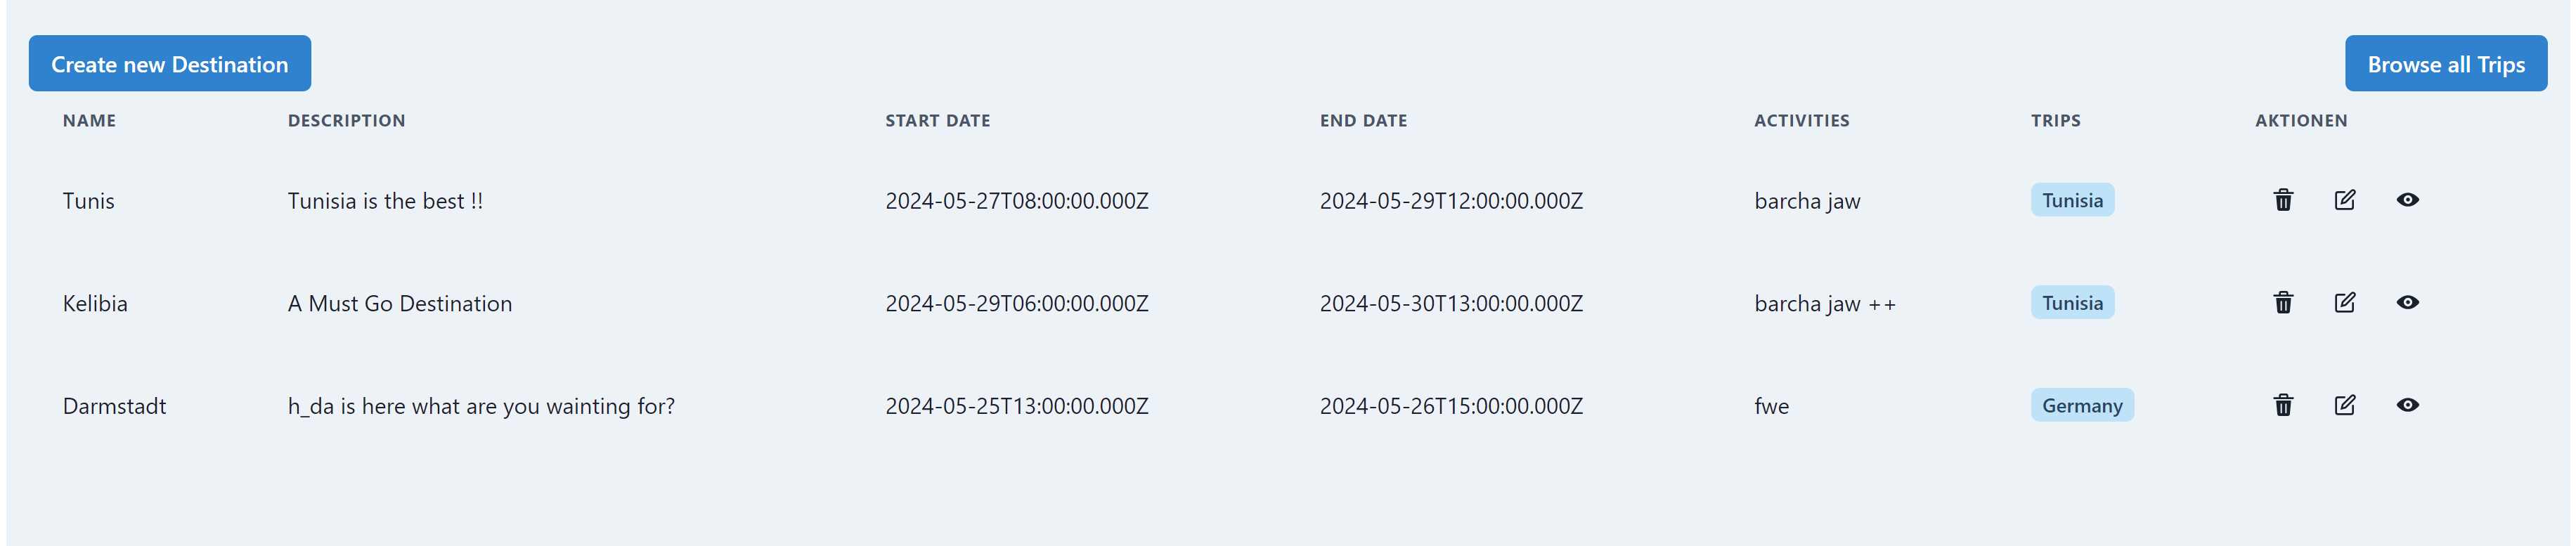 Create new Destination Browse all Trips
NAME DESCRIPTION START DATE END DATE ACTIVITIES TRIPS AKTIONEN
Tunis Tunisia is the best !! 2024-05-27T08:00:00.000Z 2024-05-29T12:00:00.000Z barcha jaw Tunisia
Kelibia A Must Go Destination 2024-05-29T06:00:00.000Z 2024-05-30T13:00:00.000Z barcha jaw ++ Tunisia
Darmstadt h_da is here what are you wainting for? 2024-05-25T13:00:00.000Z 2024-05-26T15:00:00.000Z fwe Germany